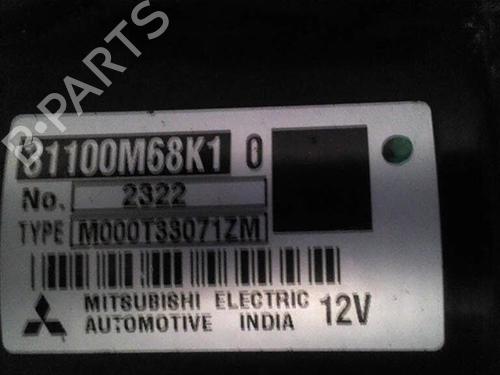 B-PARTS
31100M68K1 0
No. 2322
TYPE M000T33071ZM
MITSUBISHI ELECTRIC
AUTOMOTIVE INDIA 12V